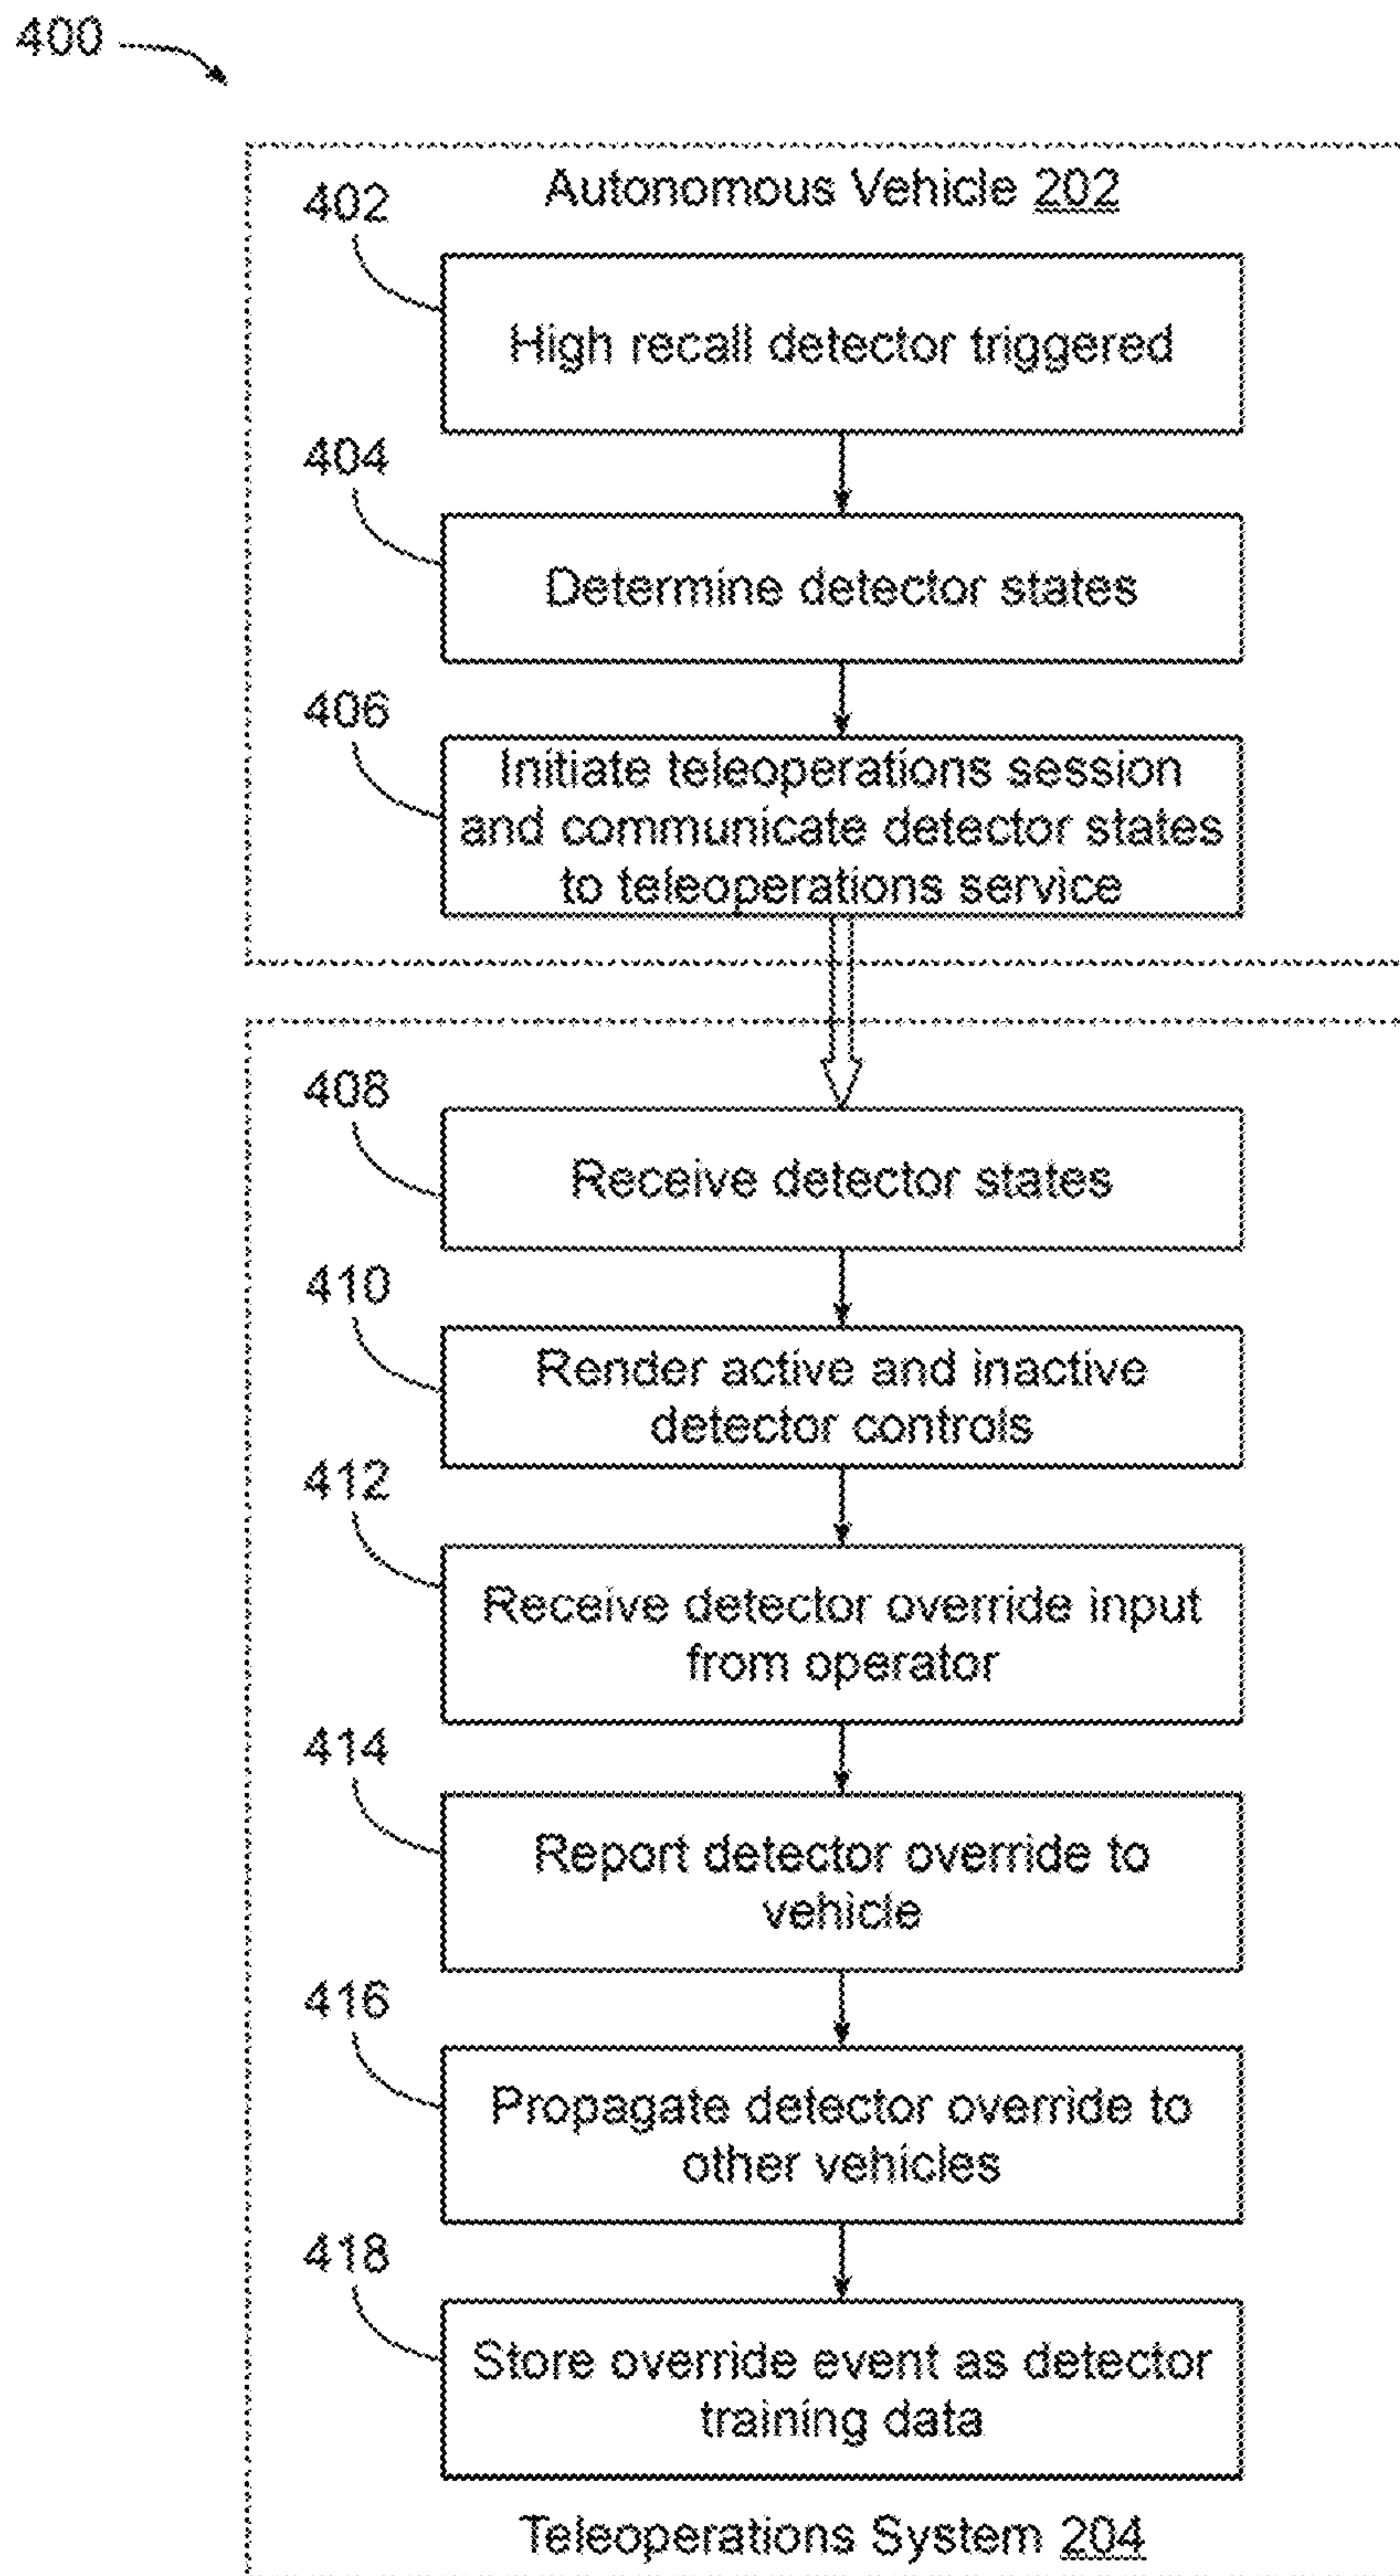 400
Autonomous Vehicle 202
402
High recall detector triggered
404
Determine detector states
406
Initiate teleoperations session
and communicate detector states
to teleoperations service
408
Receive detector states
410
Render active and inactive
detector controls
412
Receive detector override input
from operator
414
Report detector override to
vehicle
416
Propagate detector override to
other vehicles
418
Store override event as detector
training data
Teleoperations System 204